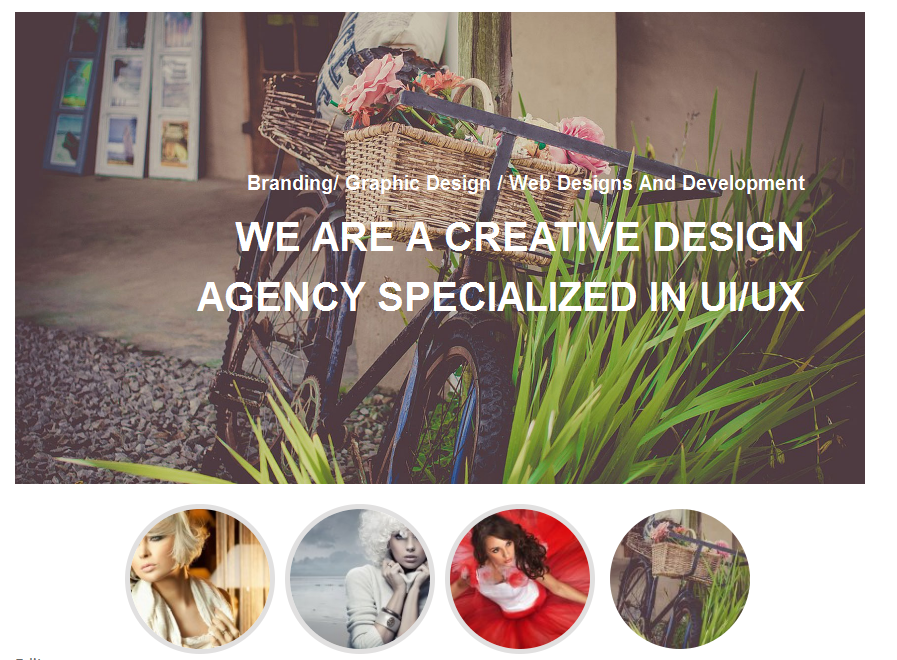 Branding/ Graphic Design / Web Designs And Development
WE ARE A CREATIVE DESIGN
AGENCY SPECIALIZED IN UI/UX